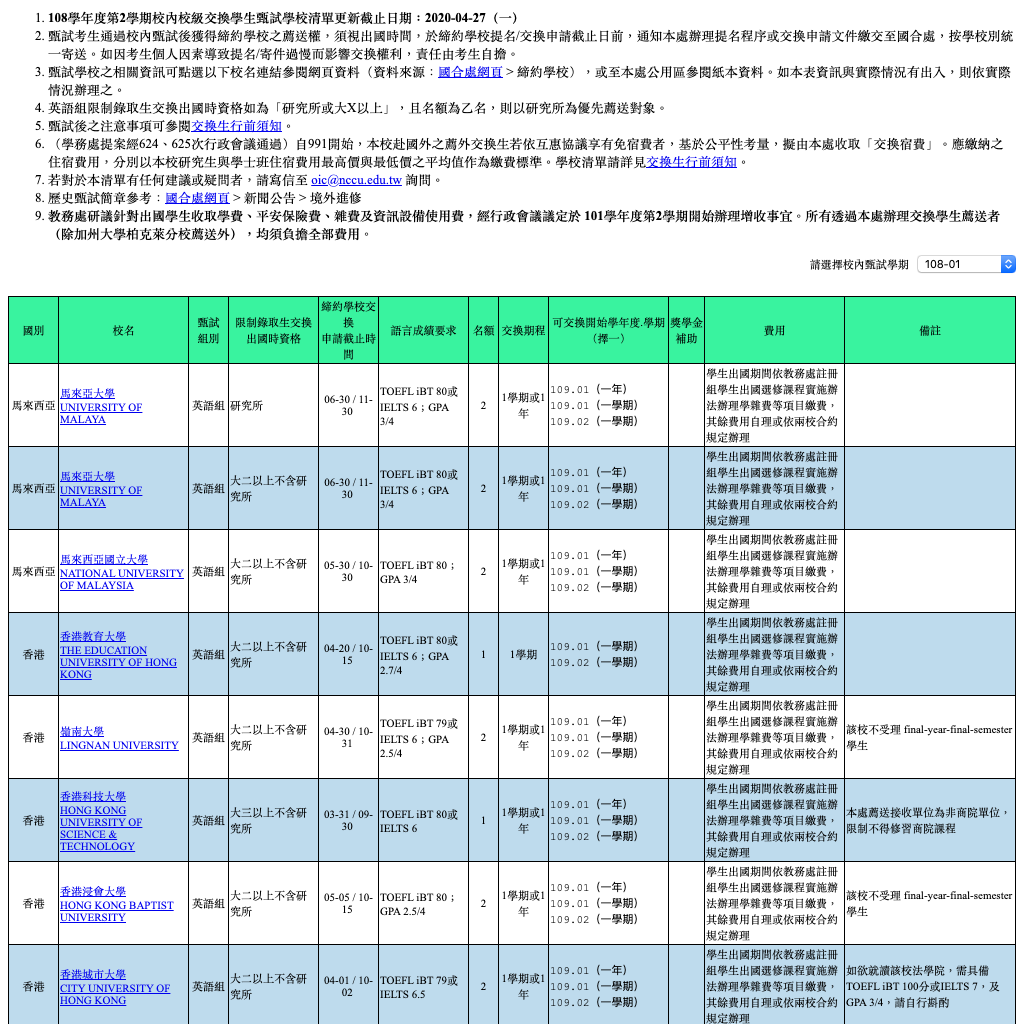 1. 108學年度第2學期校內校級交換學生甄試學校清單更新截止日期：2020-04-27（一）
2. 甄試考生通過校內甄試後獲得締約學校之薦送權，須視出國時間，於締約學校提名/交換申請截止日前，通知本處辦理提名程序或交換申請文件繳交至國合處，按學校別統
一寄送。如因考生個人因素導致提名/寄件過慢而影響交換權利，責任由考生自擔。
3. 甄試學校之相關資訊可點選以下校名連結參閱網頁資料（資料來源：國合處網頁 > 締約學校），或至本處公用區參閱紙本資料。如本表資訊與實際情況有出入，則依實際
情況辦理之。
4. 英語組限制錄取生交換出國時資格如為「研究所或大X以上」，且名額為乙名，則以研究所為優先薦送對象。
5. 甄試後之注意事項可參閱交換生行前須知。
6. （學務處提案經624、625次行政會議通過）自991開始，本校赴國外之薦外交換生若依互惠協議享有免宿費者，基於公平性考量，擬由本處收取「交換宿費」。應繳納之
住宿費用，分別以本校研究生與學士班住宿費用最高價與最低價之平均值作為繳費標準。學校清單請詳見交換生行前須知。
7. 若對於本清單有任何建議或疑問者，請寫信至 oic@nccu.edu.tw 詢問。
8. 歷史甄試簡章參考：國合處網頁 > 新聞公告 > 境外進修
9. 教務處研議針對出國學生收取學費、平安保險費、雜費及資訊設備使用費，經行政會議議定於 101學年度第2學期開始辦理增收事宜。所有透過本處辦理交換學生薦送者
（除加州大學柏克萊分校薦送外），均須負擔全部費用。
請選擇校內甄試學期 108-01
國別 校名 甄試組別 限制錄取生交換出國時資格 締約學校交換申請截止時間 語言成績要求 名額 交換期程 可交換開始學年度.學期（擇一） 獎學金補助 費用 備註
馬來西亞 馬來亞大學 UNIVERSITY OF MALAYA 英語組 研究所 06-30 / 11-30 TOEFL iBT 80或IELTS 6；GPA 3/4 2 1學期或1年 109.01（一年） 109.01（一學期） 109.02（一學期） 學生出國期間依教務處註冊組學生出國選修課程實施辦法辦理學雜費等項目繳費，其餘費用自理或依兩校合約規定辦理
馬來西亞 馬來亞大學 UNIVERSITY OF MALAYA 英語組 大二以上不含研究所 06-30 / 11-30 TOEFL iBT 80或IELTS 6；GPA 3/4 2 1學期或1年 109.01（一年） 109.01（一學期） 109.02（一學期） 學生出國期間依教務處註冊組學生出國選修課程實施辦法辦理學雜費等項目繳費，其餘費用自理或依兩校合約規定辦理
馬來西亞 馬來西亞國立大學 NATIONAL UNIVERSITY OF MALAYSIA 英語組 大二以上不含研究所 05-30 / 10-30 TOEFL iBT 80；GPA 3/4 2 1學期或1年 109.01（一年） 109.01（一學期） 109.02（一學期） 學生出國期間依教務處註冊組學生出國選修課程實施辦法辦理學雜費等項目繳費，其餘費用自理或依兩校合約規定辦理
香港 香港教育大學 THE EDUCATION UNIVERSITY OF HONG KONG 英語組 大二以上不含研究所 04-20 / 10-15 TOEFL iBT 80或IELTS 6；GPA 2.7/4 1 1學期 109.01（一學期） 109.02（一學期） 學生出國期間依教務處註冊組學生出國選修課程實施辦法辦理學雜費等項目繳費，其餘費用自理或依兩校合約規定辦理
香港 嶺南大學 LINGNAN UNIVERSITY 英語組 大二以上不含研究所 04-30 / 10-31 TOEFL iBT 79或IELTS 6；GPA 2.5/4 2 1學期或1年 109.01（一年） 109.01（一學期） 109.02（一學期） 學生出國期間依教務處註冊組學生出國選修課程實施辦法辦理學雜費等項目繳費，其餘費用自理或依兩校合約規定辦理 該校不受理 final-year-final-semester 學生
香港 香港科技大學 HONG KONG UNIVERSITY OF SCIENCE & TECHNOLOGY 英語組 大三以上不含研究所 03-31 / 09-30 TOEFL iBT 80或IELTS 6 1 1學期或1年 109.01（一年） 109.01（一學期） 109.02（一學期） 學生出國期間依教務處註冊組學生出國選修課程實施辦法辦理學雜費等項目繳費，其餘費用自理或依兩校合約規定辦理 本處薦送接收單位為非商院單位，限制不得修習商院課程
香港 香港浸會大學 HONG KONG BAPTIST UNIVERSITY 英語組 大二以上不含研究所 05-05 / 10-15 TOEFL iBT 80；GPA 2.5/4 2 1學期或1年 109.01（一年） 109.01（一學期） 109.02（一學期） 學生出國期間依教務處註冊組學生出國選修課程實施辦法辦理學雜費等項目繳費，其餘費用自理或依兩校合約規定辦理 該校不受理 final-year-final-semester 學生
香港 香港城市大學 CITY UNIVERSITY OF HONG KONG 英語組 大二以上不含研究所 04-01 / 10-02 TOEFL iBT 79或IELTS 6.5 2 1學期或1年 109.01（一年） 109.01（一學期） 109.02（一學期） 學生出國期間依教務處註冊組學生出國選修課程實施辦法辦理學雜費等項目繳費，其餘費用自理或依兩校合約規定辦理 如欲就讀該校法學院，需具備TOEFL iBT 100分或IELTS 7，及GPA 3/4，請自行斟酌